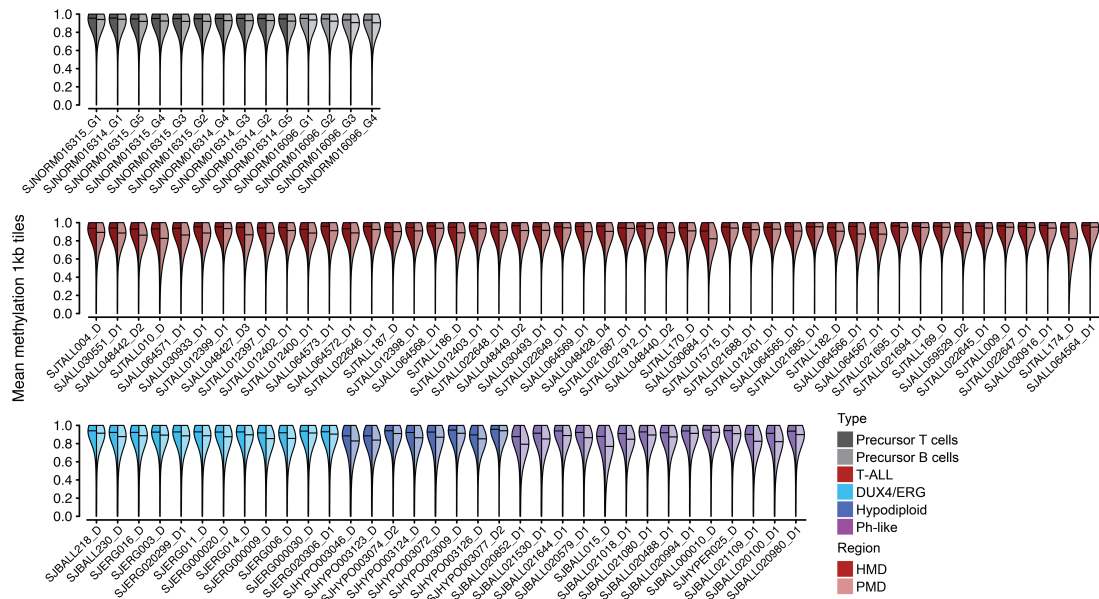 Mean methylation 1kb tiles
1.0
0.8
0.6
0.4
0.2
0.0
SJNORM016315_G1
SJNORM016314_G1
SJNORM016315_G5
SJNORM016315_G4
SJNORM016315_G3
SJNORM016315_G2
SJNORM016314_G4
SJNORM016314_G3
SJNORM016314_G2
SJNORM016314_G5
SJNORM016096_G1
SJNORM016096_G2
SJNORM016096_G3
SJNORM016096_G4
1.0
0.8
0.6
0.4
0.2
0.0
SJTALL004_D
SJALL030551_D1
SJALL048442_D2
SJTALL010_D
SJALL064571_D1
SJALL030933_D1
SJTALL012399_D1
SJALL048427_D3
SJTALL012397_D1
SJTALL012402_D1
SJTALL012400_D1
SJALL064573_D1
SJALL064572_D1
SJTALL022646_D1
SJTALL187_D
SJTALL012398_D1
SJALL064568_D1
SJTALL186_D
SJTALL012403_D1
SJTALL022648_D1
SJALL048449_D2
SJALL030493_D1
SJTALL022649_D1
SJALL064569_D1
SJALL048428_D4
SJTALL021687_D1
SJTALL021912_D1
SJALL048440_D2
SJTALL170_D
SJALL030684_D1
SJALL015715_D1
SJTALL021688_D1
SJTALL012401_D1
SJALL064565_D1
SJTALL021685_D1
SJTALL182_D
SJALL064566_D1
SJALL064567_D1
SJTALL021695_D1
SJTALL021694_D1
SJTALL169_D
SJALL059529_D2
SJTALL022645_D1
SJTALL009_D
SJTALL022647_D1
SJALL030916_D1
SJTALL174_D
SJALL064564_D1
1.0
0.8
0.6
0.4
0.2
0.0
SJBALL218_D
SJBALL230_D
SJERG016_D
SJERG003_D
SJERG020299_D1
SJERG011_D
SJERG000020_D
SJERG014_D
SJERG000009_D
SJERG006_D
SJERG000030_D
SJERG020306_D1
SJHYPO003046_D
SJHYPO003123_D
SJHYPO003074_D2
SJHYPO003124_D
SJHYPO003072_D
SJHYPO003009_D
SJHYPO003126_D
SJHYPO003077_D2
SJBALL020852_D1
SJBALL021530_D1
SJBALL021644_D1
SJBALL020579_D1
SJBALL015_D
SJBALL021018_D1
SJBALL021080_D1
SJBALL020488_D1
SJBALL020994_D1
SJBALL000010_D
SJHYPER025_D
SJBALL021109_D1
SJBALL020100_D1
SJBALL020980_D1
Type
Precursor T cells
Precursor B cells
T-ALL
DUX4/ERG
Hypodiploid
Ph-like
Region
HMD
PMD